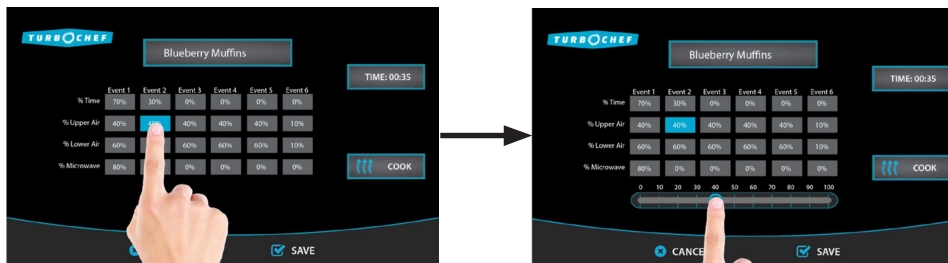 TURBOCHEF
Blueberry Muffins
TIME: 00:35
Event 1 Event 2 Event 3 Event 4 Event 5 Event 6
% Time 70% 30% 0% 0% 0% 0%
% Upper Air 40% 40% 40% 40% 40% 10%
% Lower Air 60% 60% 60% 60% 10%
% Microwave 80% 0% 0% 0% 0%
COOK
SAVE
TURBOCHEF
Blueberry Muffins
TIME: 00:35
Event 1 Event 2 Event 3 Event 4 Event 5 Event 6
% Time 70% 30% 0% 0% 0% 0%
% Upper Air 40% 40% 40% 40% 40% 10%
% Lower Air 60% 60% 60% 60% 60% 10%
% Microwave 80% 0% 0% 0% 0% 0%
COOK
0 10 20 30 40 50 60 70 80 90 100
CANCE
SAVE